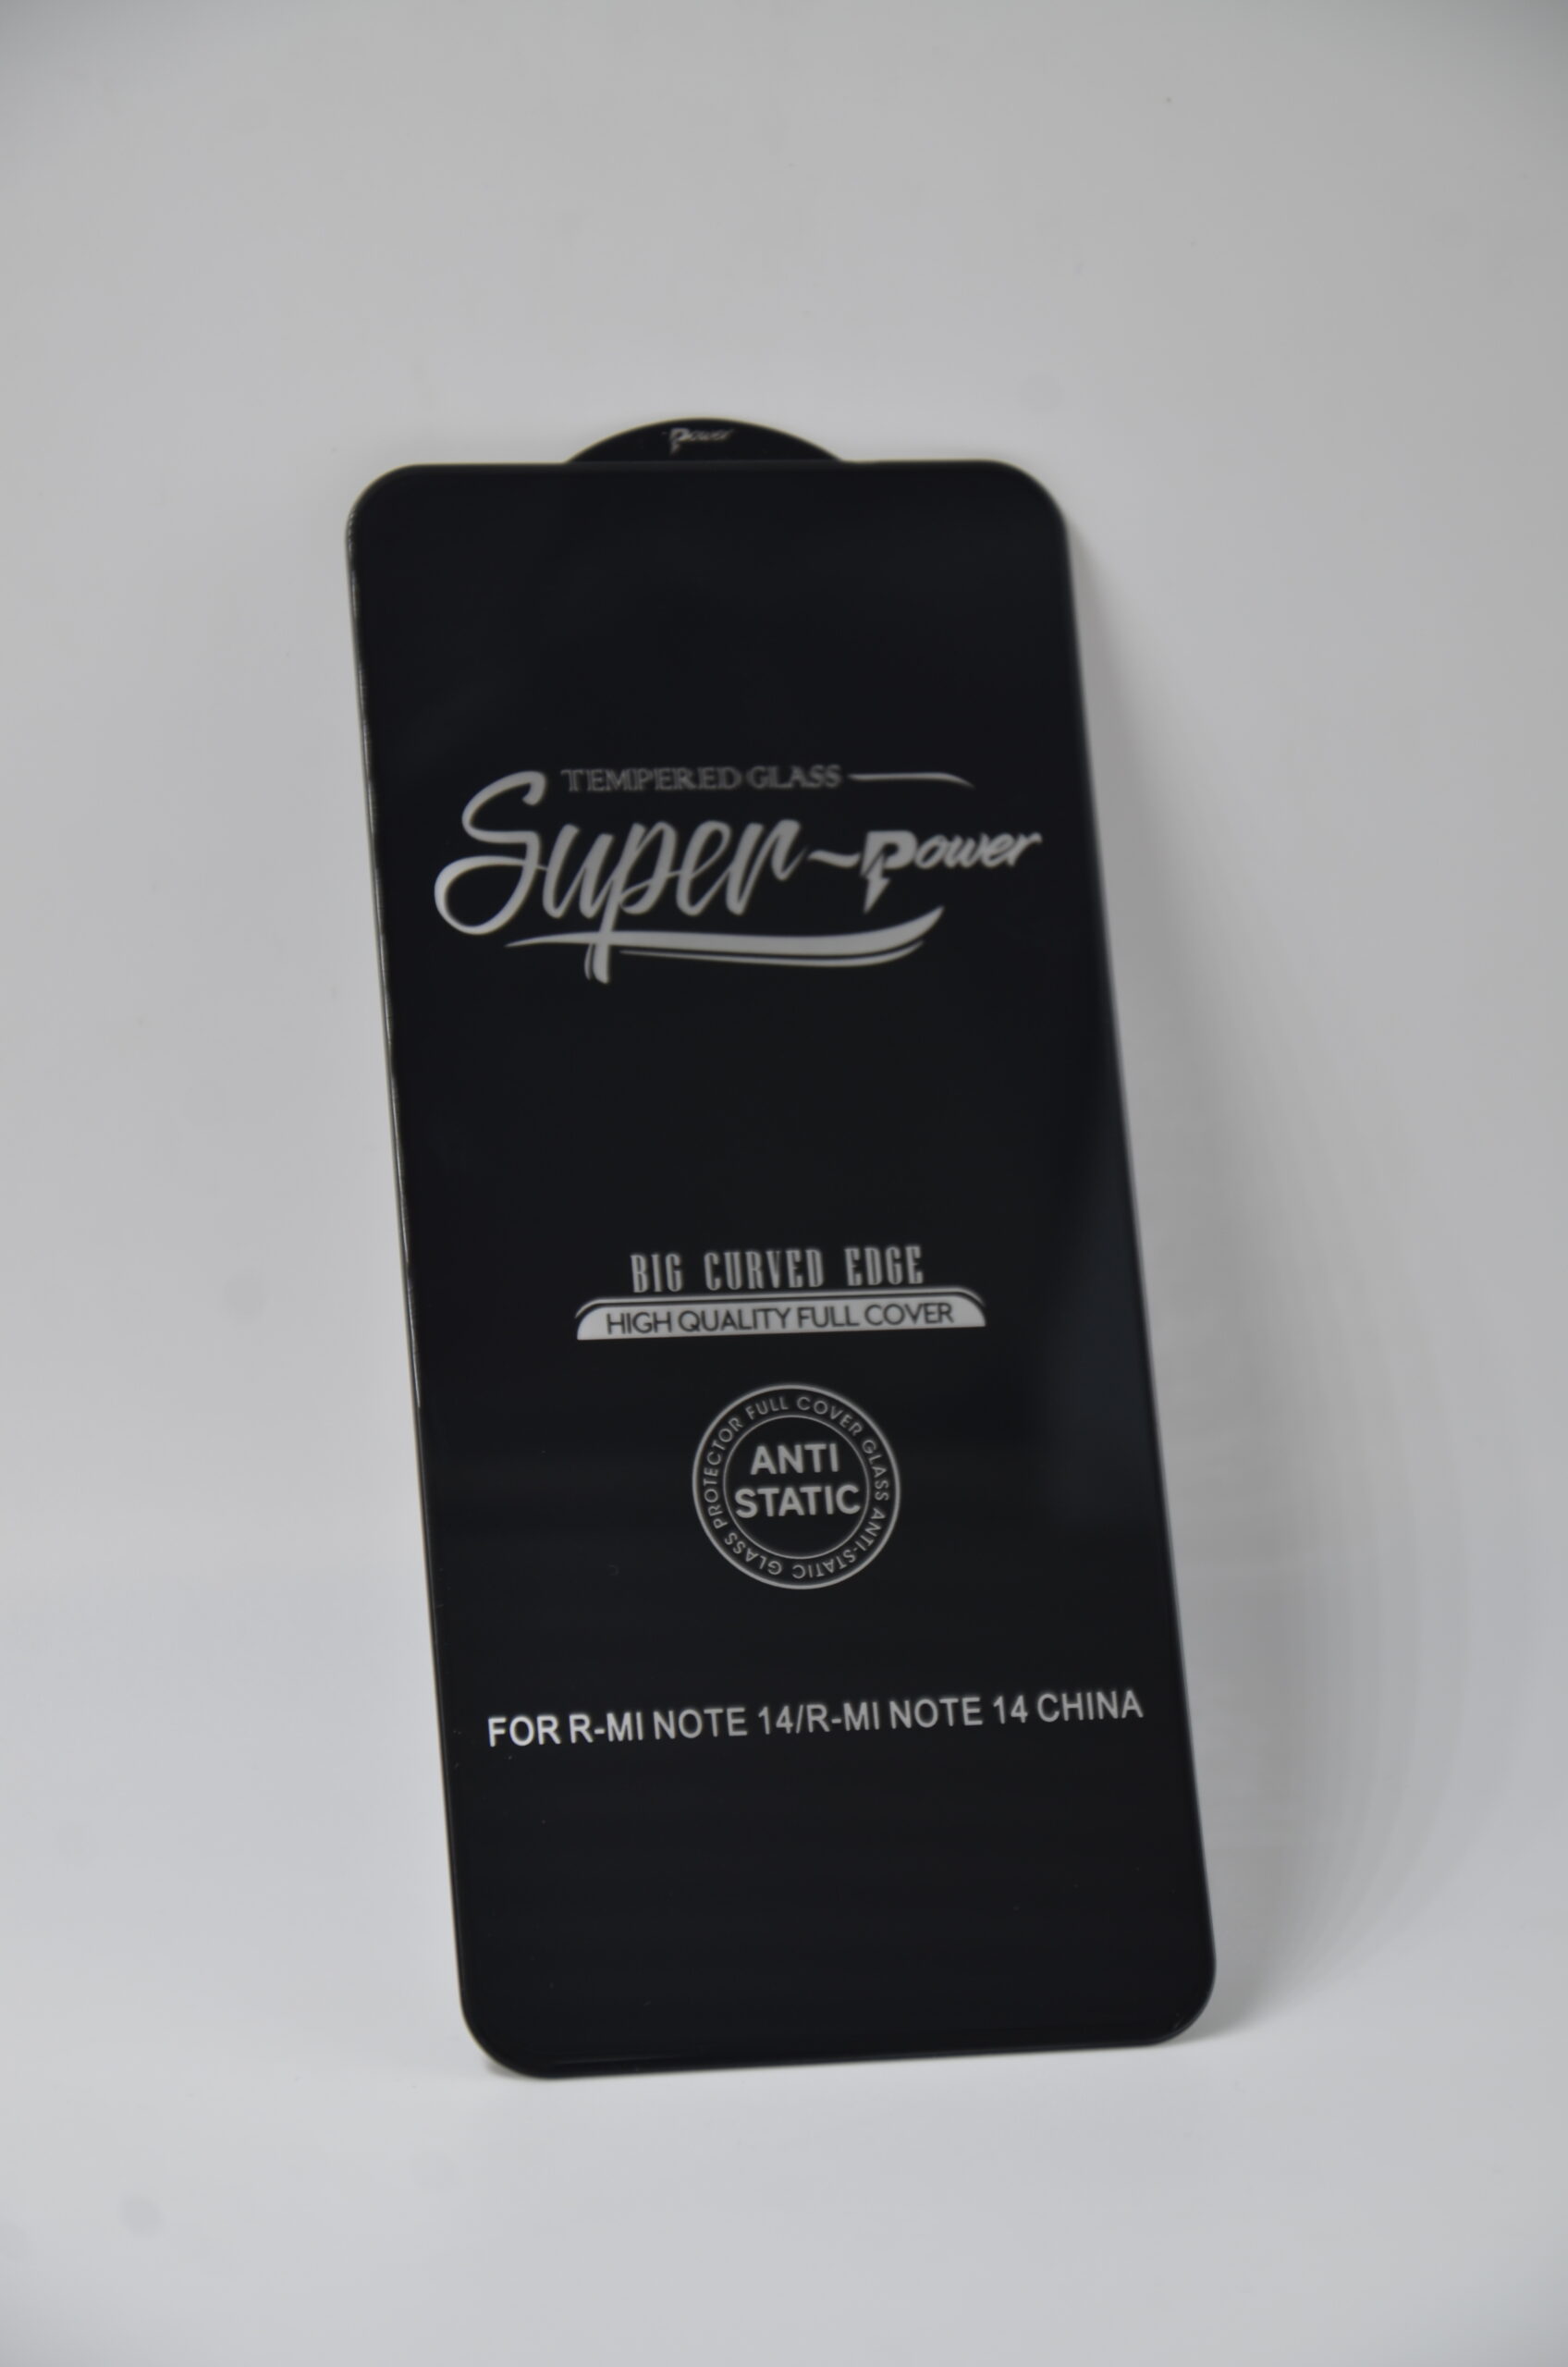 Power
TEMPERED GLASS
Super~Power
BIG CURVED EDGE
HIGH QUALITY FULL COVER
FULL COVER GLASS ANTI-STATIC GLASS PROTECTOR
ANTI
STATIC
FOR R-MI NOTE 14/R-MI NOTE 14 CHINA